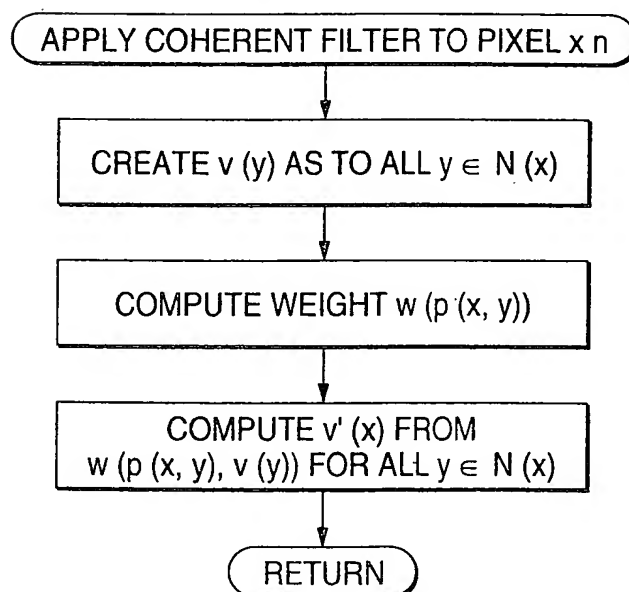 APPLY COHERENT FILTER TO PIXEL x n
CREATE v (y) AS TO ALL y ∈ N (x)
COMPUTE WEIGHT w (p (x, y))
COMPUTE v' (x) FROM
w (p (x, y), v (y)) FOR ALL y ∈ N (x)
RETURN